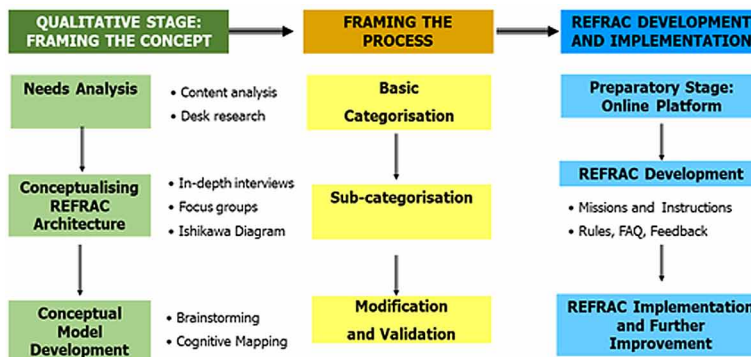 QUALITATIVE STAGE:
FRAMING THE CONCEPT
FRAMING THE
PROCESS
REFRAC DEVELOPMENT
AND IMPLEMENTATION
Needs Analysis
• Content analysis
• Desk research
Conceptualising
REFRAC
Architecture
• In-depth interviews
• Focus groups
• Ishikawa Diagram
Conceptual
Model
Development
• Brainstorming
• Cognitive Mapping
Basic
Categorisation
Sub-categorisation
Modification
and Validation
Preparatory Stage:
Online Platform
REFRAC Development
• Missions and Instructions
• Rules, FAQ, Feedback
REFRAC Implementation
and Further
Improvement